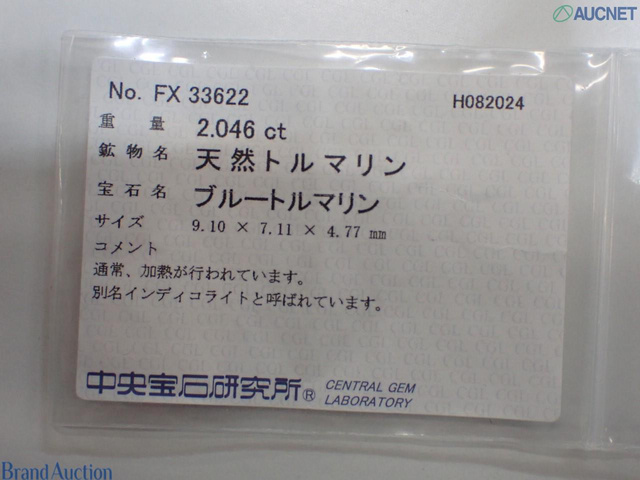 AUCNET
No. FX 33622 H082024
重量 2.046 ct
鉱物名 天然トルマリン
宝石名 ブルートルマリン
サイズ 9.10 × 7.11 × 4.77 mm
コメント
通常、加熱が行われています。
別名インディコライトと呼ばれています。
中央宝石研究所® CENTRAL GEM
LABORATORY
Brand Auction